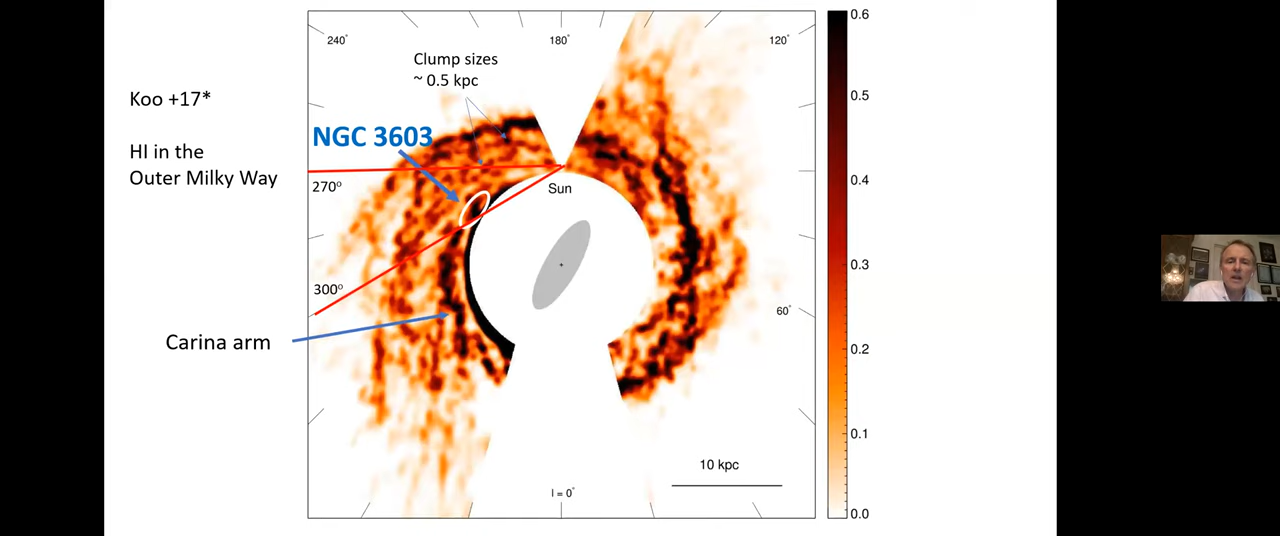 240°
180°
120°
0.6
Clump sizes
~ 0.5 kpc
Koo +17*
0.5
NGC 3603
HI in the
Outer Milky Way
270⁰
Sun
0.4
0.3
300⁰
60°
Carina arm
0.2
0.1
10 kpc
l = 0°
0.0